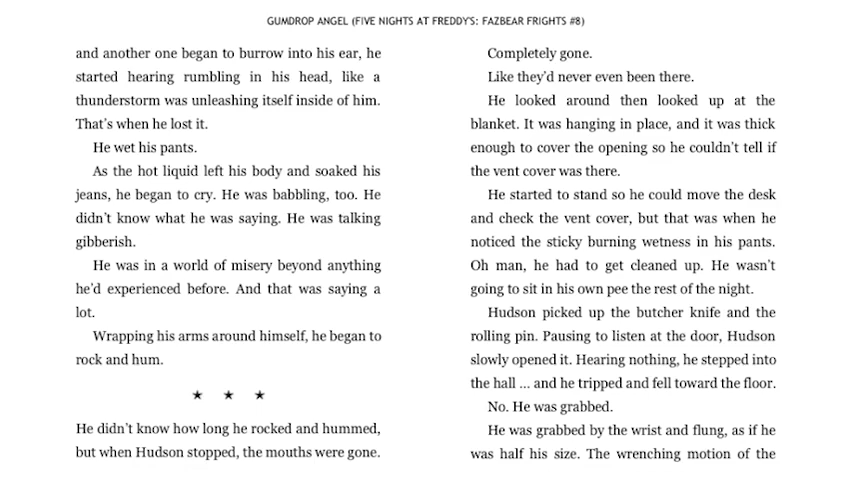 GUMDROP ANGEL (FIVE NIGHTS AT FREDDY'S: FAZBEAR FRIGHTS #8)
and another one began to burrow into his ear, he
started hearing rumbling in his head, like a
thunderstorm was unleashing itself inside of him.
That's when he lost it.
He wet his pants.
As the hot liquid left his body and soaked his
jeans, he began to cry. He was babbling, too. He
didn't know what he was saying. He was talking
gibberish.
He was in a world of misery beyond anything
he'd experienced before. And that was saying a
lot.
Wrapping his arms around himself, he began to
rock and hum.
★ ★ ★
He didn't know how long he rocked and hummed,
but when Hudson stopped, the mouths were gone.
Completely gone.
Like they'd never even been there.
He looked around then looked up at the
blanket. It was hanging in place, and it was thick
enough to cover the opening so he couldn't tell if
the vent cover was there.
He started to stand so he could move the desk
and check the vent cover, but that was when he
noticed the sticky burning wetness in his pants.
Oh man, he had to get cleaned up. He wasn't
going to sit in his own pee the rest of the night.
Hudson picked up the butcher knife and the
rolling pin. Pausing to listen at the door, Hudson
slowly opened it. Hearing nothing, he stepped into
the hall ... and he tripped and fell toward the floor.
No. He was grabbed.
He was grabbed by the wrist and flung, as if he
was half his size. The wrenching motion of the